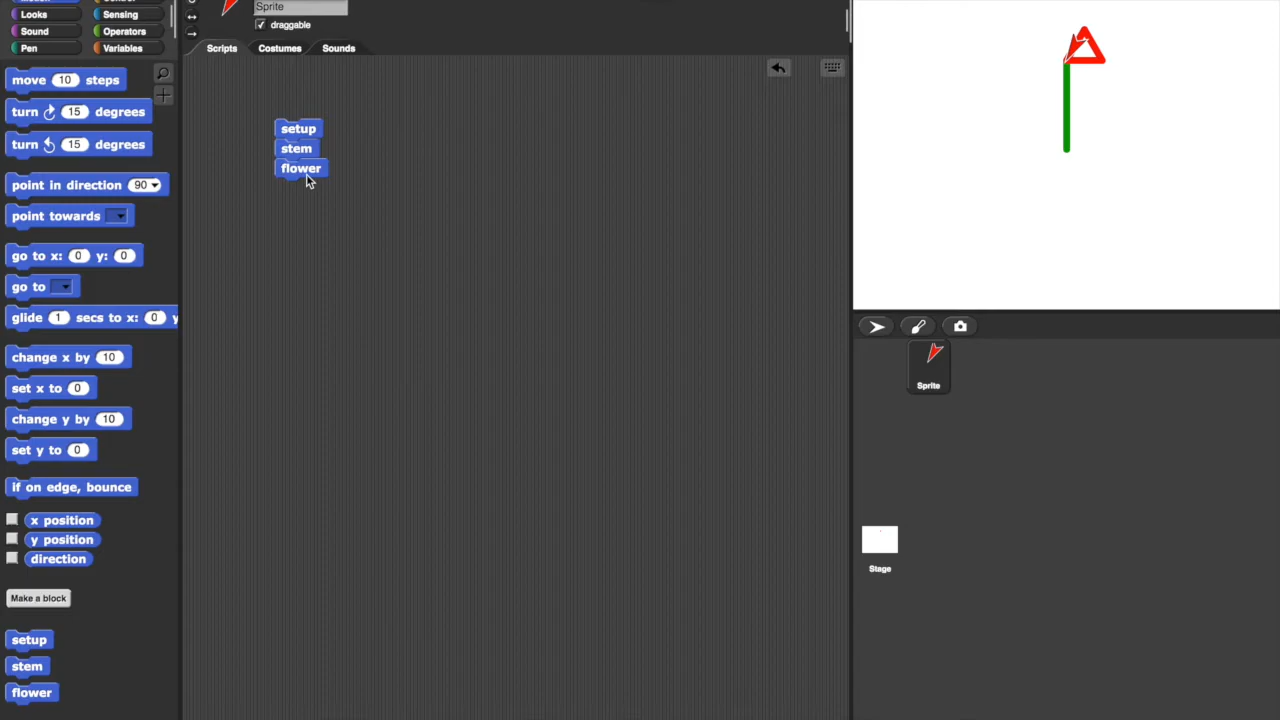 Motion Control
Looks Sensing
Sound Operators
Pen Variables
Sprite
draggable
Scripts Costumes Sounds
move 10 steps
turn 15 degrees
turn 15 degrees
point in direction 90
point towards
go to x: 0 y: 0
go to
glide 1 secs to x: 0 y
change x by 10
set x to 0
change y by 10
set y to 0
if on edge, bounce
x position
y position
direction
Make a block
setup
stem
flower
setup
stem
flower
Sprite
Stage